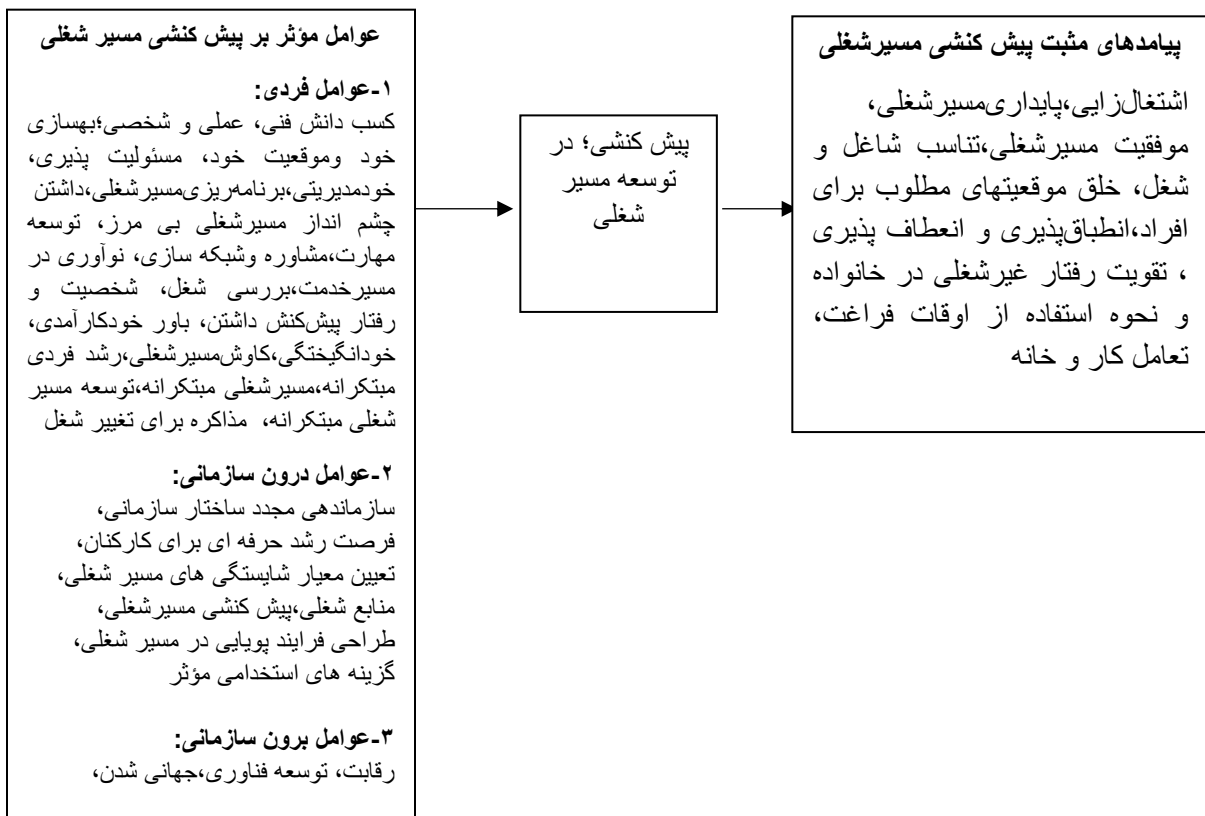 عوامل مؤثر بر پیش کنشی مسیر شغلی
۱-عوامل فردی:
کسب دانش فنی، عملی و شخصی؛بهسازی
خود وموقعیت خود، مسئولیت پذیری،
خودمدیریتی،برنامه‌ریزی‌مسیرشغلی،داشتن
چشم انداز مسیرشغلی بی مرز، توسعه
مهارت،مشاوره وشبکه سازی، نوآوری در
مسیرخدمت،بررسی شغل، شخصیت و
رفتار پیش‌کنش داشتن، باور خودکارآمدی،
خودانگیختگی،کاوش‌مسیرشغلی،رشد فردی
مبتکرانه،مسیرشغلی مبتکرانه،توسعه مسیر
شغلی مبتکرانه، مذاکره برای تغییر شغل
۲-عوامل درون سازمانی:
سازماندهی مجدد ساختار سازمانی،
فرصت رشد حرفه ای برای کارکنان،
تعیین معیار شایستگی های مسیر شغلی،
منابع شغلی،پیش کنشی مسیرشغلی،
طراحی فرایند پویایی در مسیر شغلی،
گزینه های استخدامی مؤثر
۳-عوامل برون سازمانی:
رقابت، توسعه فناوری،جهانی شدن،
پیش کنشی؛ در
توسعه مسیر
شغلی
پیامدهای مثبت پیش کنشی مسیرشغلی
اشتغال‌زایی،پایداری‌مسیرشغلی،
موفقیت مسیرشغلی،تناسب شاغل و
شغل، خلق موقعیتهای مطلوب برای
افراد،انطباق‌پذیری و انعطاف پذیری
، تقویت رفتار غیرشغلی در خانواده
و نحوه استفاده از اوقات فراغت،
تعامل کار و خانه